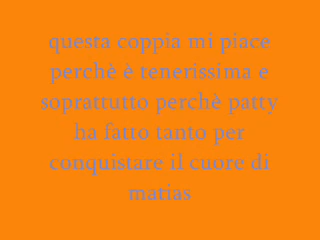 questa coppia mi piace
perchè è tenerissima e
soprattutto perchè patty
ha fatto tanto per
conquistare il cuore di
matias